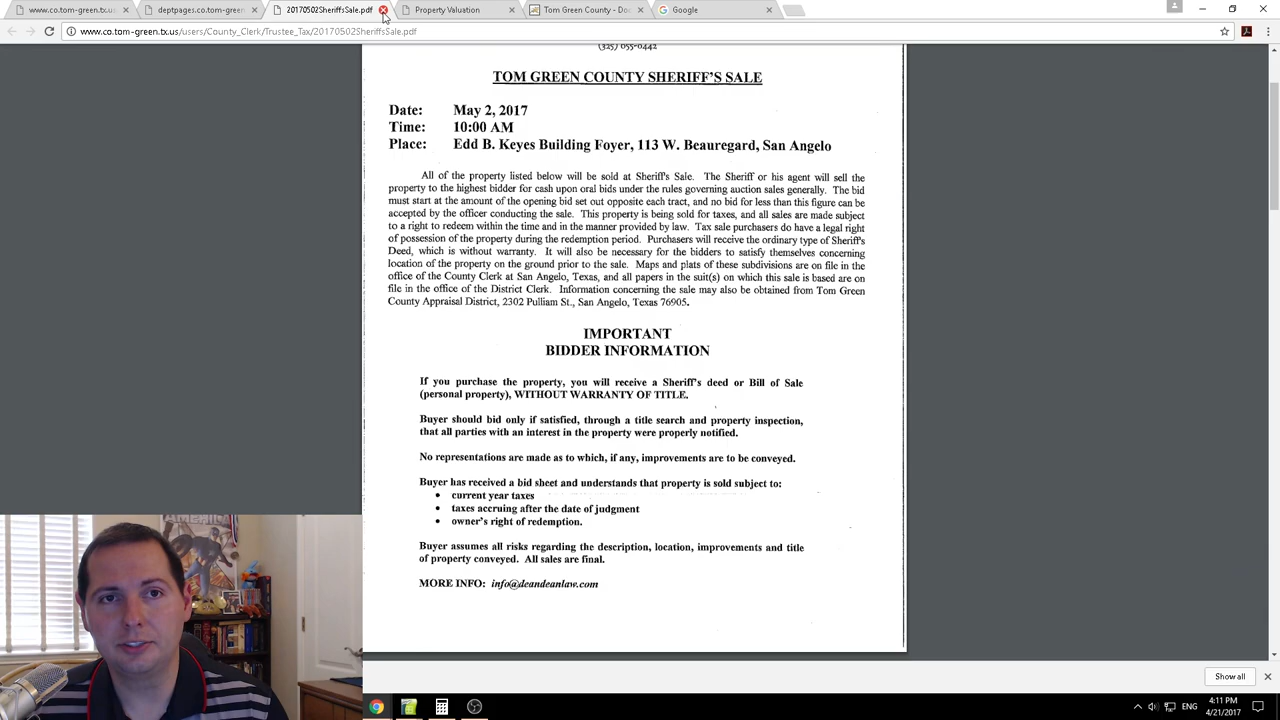 www.co.tom-green.tx.us
deptpages.co.tom-green
20170502SheriffsSale.pdf
Property Valuation
Tom Green County - Do
Google
www.co.tom-green.tx.us/users/County_Clerk/Trustee_Tax/20170502SheriffsSale.pdf
TOM GREEN COUNTY SHERIFF'S SALE
Date: May 2, 2017
Time: 10:00 AM
Place: Edd B. Keyes Building Foyer, 113 W. Beauregard, San Angelo
All of the property listed below will be sold at Sheriff's Sale. The Sheriff or his agent will sell the
property to the highest bidder for cash upon oral bids under the rules governing auction sales generally. The bid
must start at the amount of the opening bid set out opposite each tract, and no bid for less than this figure can be
accepted by the officer conducting the sale. This property is being sold for taxes, and all sales are made subject
to a right to redeem within the time and in the manner provided by law. Tax sale purchasers do have a legal right
of possession of the property during the redemption period. Purchasers will receive the ordinary type of Sheriff's
Deed, which is without warranty. It will also be necessary for the bidders to satisfy themselves concerning
location of the property on the ground prior to the sale. Maps and plats of these subdivisions are on file in the
office of the County Clerk at San Angelo, Texas, and all papers in the suit(s) on which this sale is based are on
file in the office of the District Clerk. Information concerning the sale may also be obtained from Tom Green
County Appraisal District, 2302 Pulliam St., San Angelo, Texas 76905.
IMPORTANT
BIDDER INFORMATION
If you purchase the property, you will receive a Sheriff's deed or Bill of Sale
(personal property), WITHOUT WARRANTY OF TITLE.
Buyer should bid only if satisfied, through a title search and property inspection,
that all parties with an interest in the property were properly notified.
No representations are made as to which, if any, improvements are to be conveyed.
Buyer has received a bid sheet and understands that property is sold subject to:
• current year taxes
• taxes accruing after the date of judgment
• owner's right of redemption.
Buyer assumes all risks regarding the description, location, improvements and title
of property conveyed. All sales are final.
MORE INFO: info@deandeanlaw.com
Show all
ENG
4:11 PM
4/21/2017